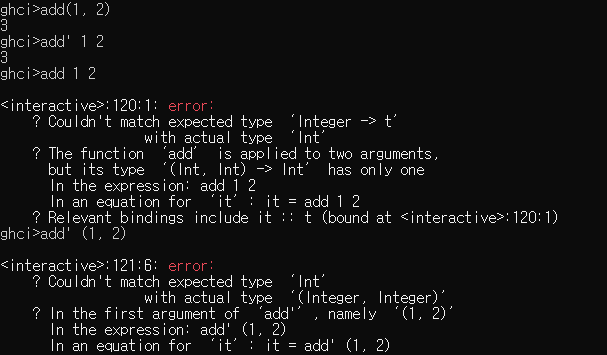 ghci>add(1, 2)
3
ghci>add' 1 2
3
ghci>add 1 2

<interactive>:120:1: error:
    ? Couldn't match expected type ‘Integer -> t’
                  with actual type ‘Int’
    ? The function ‘add’ is applied to two arguments,
      but its type ‘(Int, Int) -> Int’ has only one
      In the expression: add 1 2
      In an equation for ‘it’: it = add 1 2
    ? Relevant bindings include it :: t (bound at <interactive>:120:1)
ghci>add' (1, 2)

<interactive>:121:6: error:
    ? Couldn't match expected type ‘Int’
                  with actual type ‘(Integer, Integer)’
    ? In the first argument of ‘add'’, namely ‘(1, 2)’
      In the expression: add' (1, 2)
      In an equation for ‘it’: it = add' (1, 2)